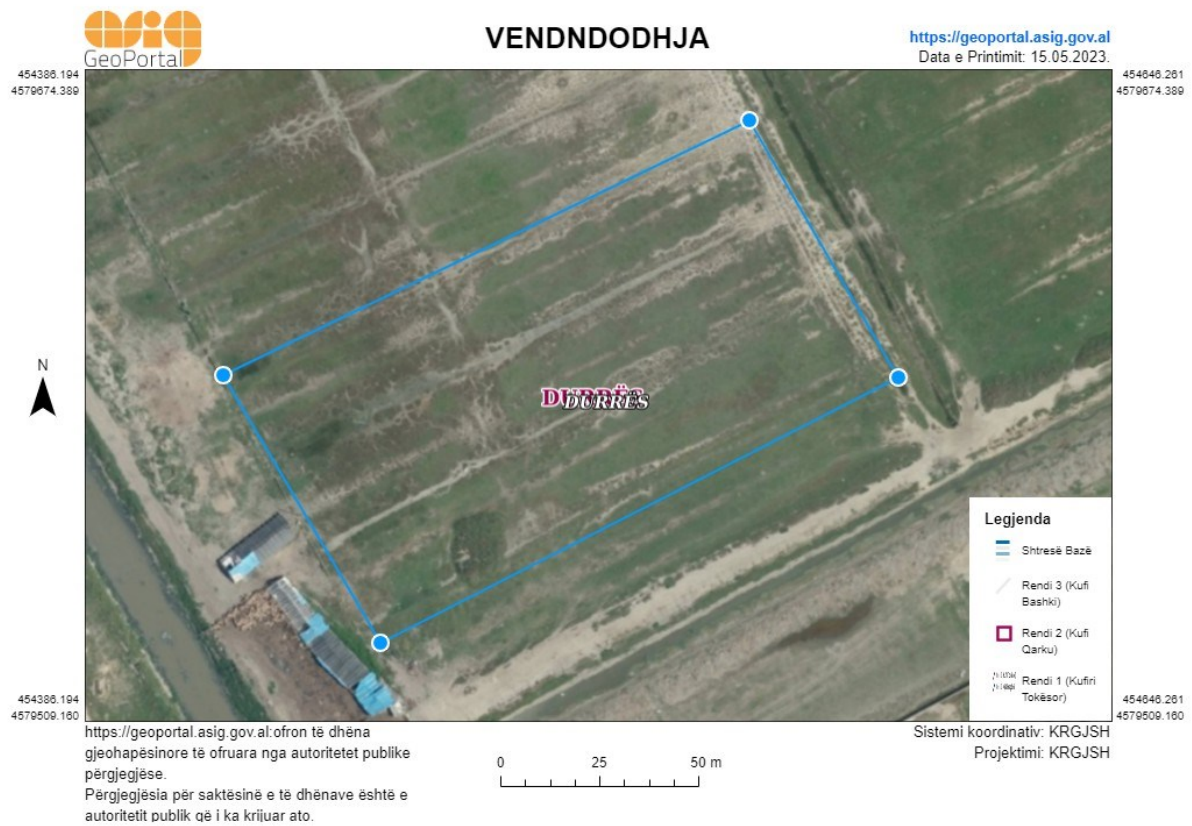 asig
GeoPortal
VENDNDODHJA
https://geoportal.asig.gov.al
Data e Printimit: 15.05.2023.
454386.194
4579674.389
454646.261
4579674.389
N
DURRËS
DURRËS
Legjenda
Shtresë Bazë
Rendi 3 (Kufi
Bashki)
Rendi 2 (Kufi
Qarku)
Rendi 1 (Kufiri
Tokësor)
454386.194
4579509.160
454646.261
4579509.160
https://geoportal.asig.gov.al:ofron të dhëna
gjeohapësinore të ofruara nga autoritetet publike
përgjegjëse.
Përgjegjësia për saktësinë e të dhënave është e
autoritetit publik që i ka krijuar ato.
0 25 50 m
Sistemi koordinativ: KRGJSH
Projektimi: KRGJSH